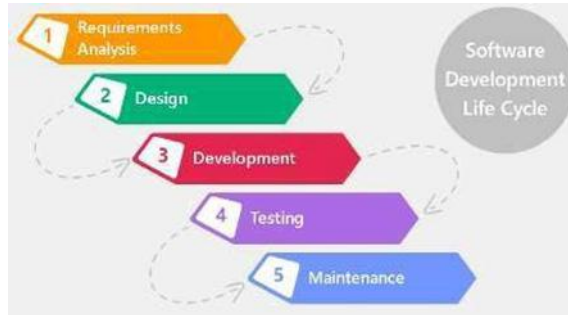 1
Requirements
Analysis
Software
Development
Life Cycle
2
Design
3
Development
4
Testing
5
Maintenance